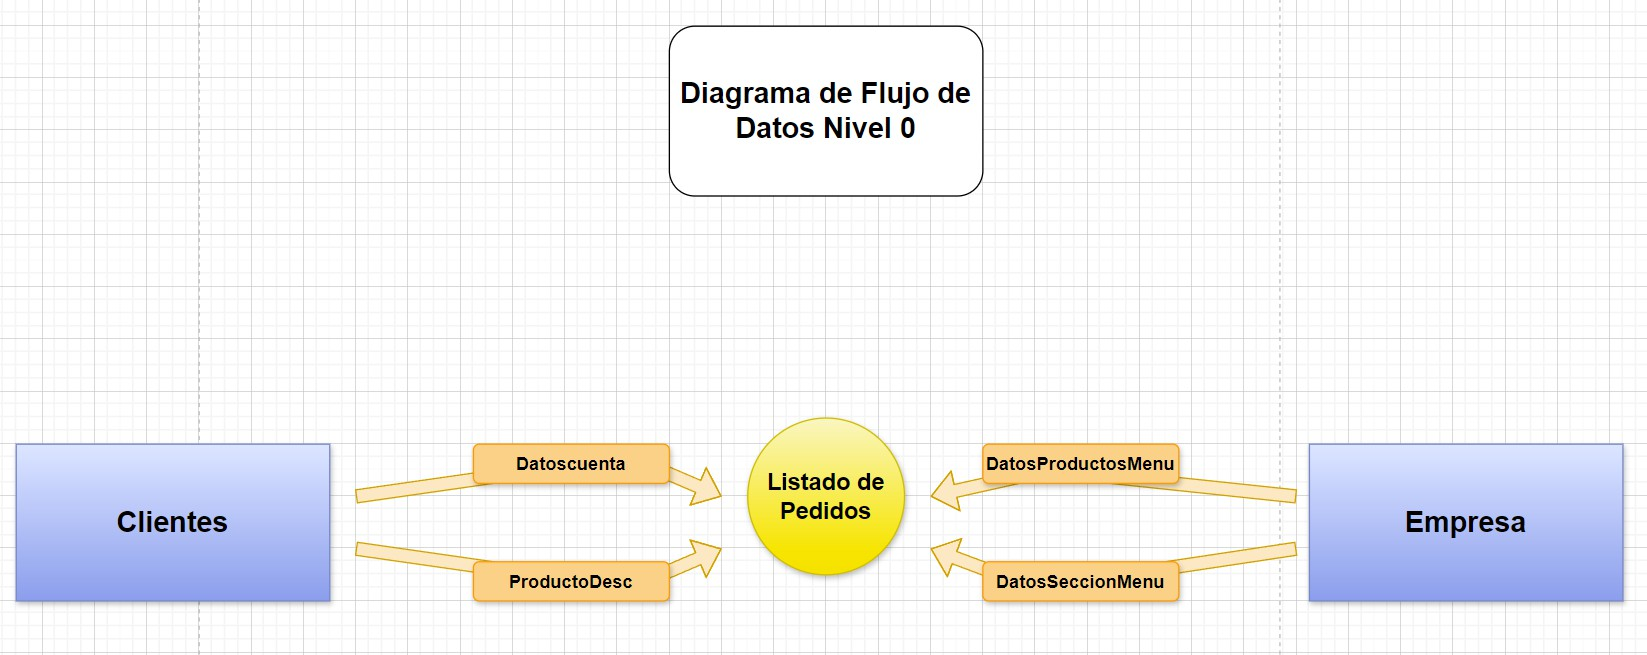 Diagrama de Flujo de
Datos Nivel 0
Datoscuenta
DatosProductosMenu
Listado de
Pedidos
Clientes
Empresa
ProductoDesc
DatosSeccionMenu